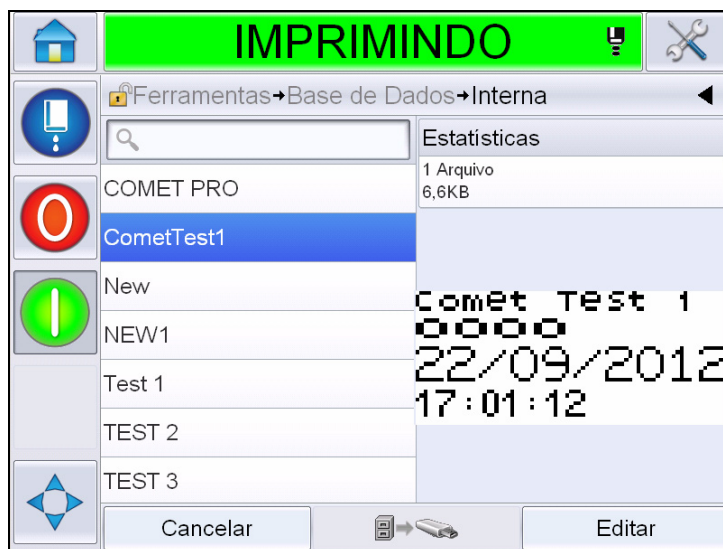 IMPRIMINDO
Ferramentas→Base de Dados→Interna
Estatísticas
1 Arquivo
6,6KB
COMET PRO
CometTest1
New
NEW1
Test 1
TEST 2
TEST 3
Comet Test 1
0000
22/09/2012
17:01:12
Cancelar
Editar